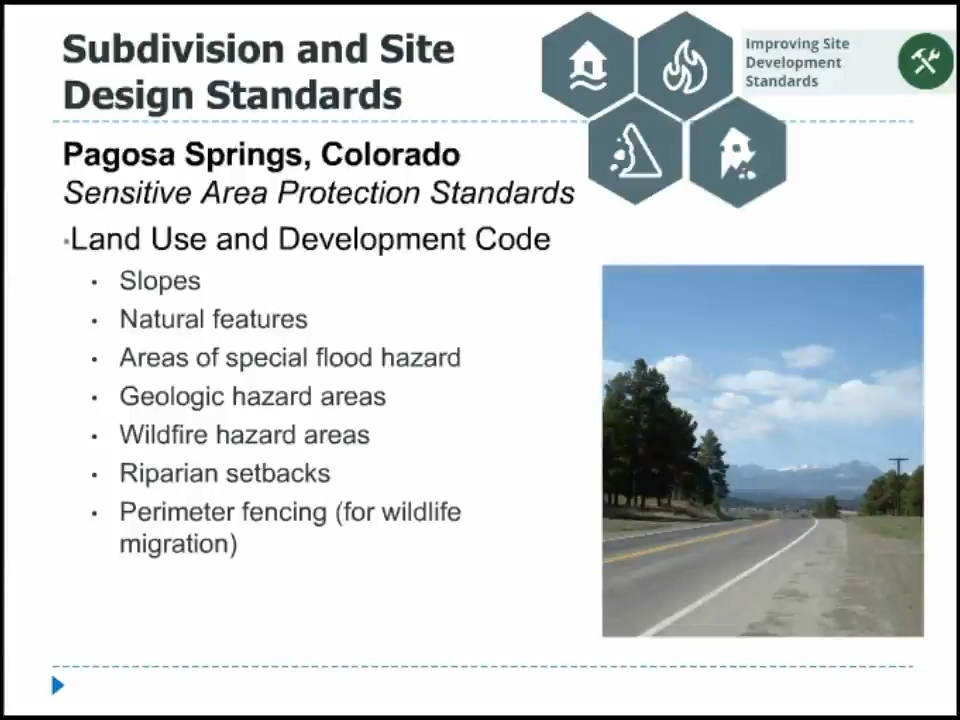 Subdivision and Site
Design Standards
Improving Site
Development
Standards
Pagosa Springs, Colorado
Sensitive Area Protection Standards
▪Land Use and Development Code
• Slopes
• Natural features
• Areas of special flood hazard
• Geologic hazard areas
• Wildfire hazard areas
• Riparian setbacks
• Perimeter fencing (for wildlife
migration)